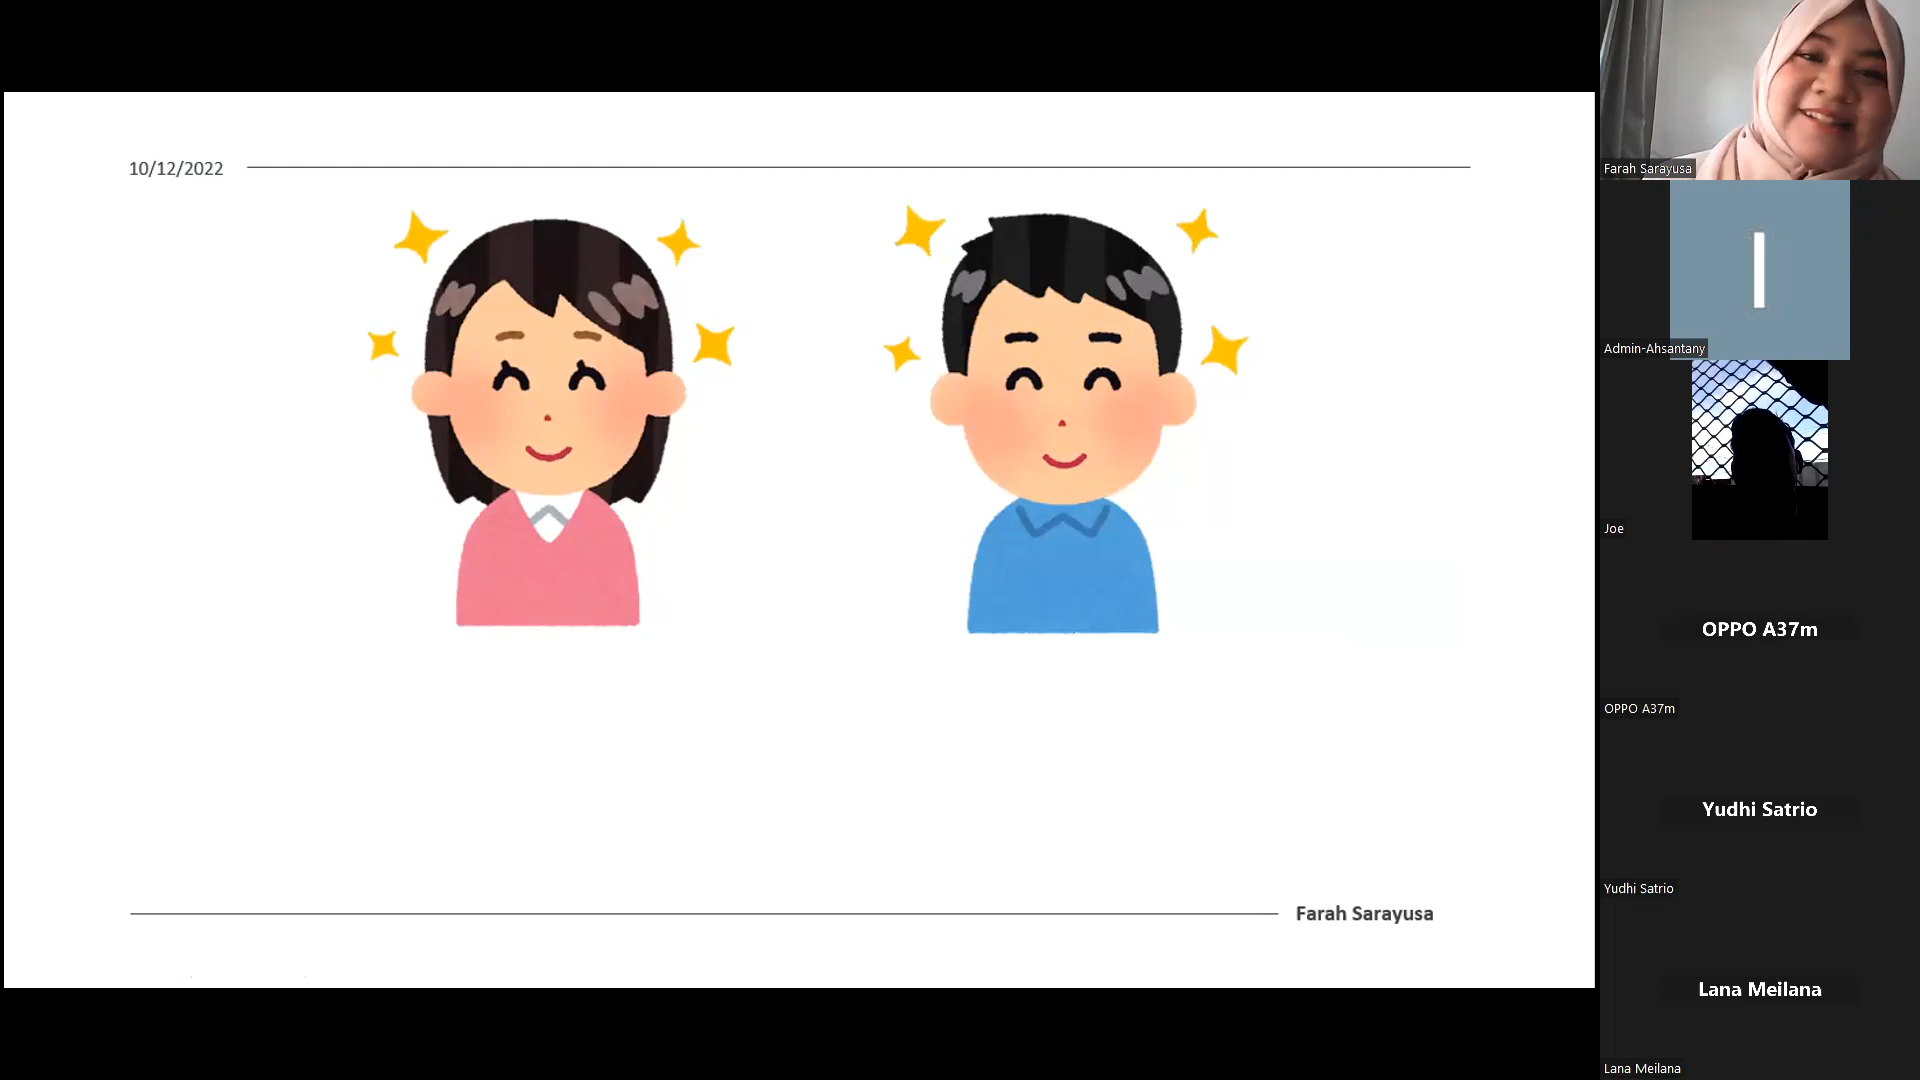 10/12/2022
Farah Sarayusa
Farah Sarayusa
I
Admin-Ahsantany
Joe
OPPO A37m
OPPO A37m
Yudhi Satrio
Yudhi Satrio
Lana Meilana
Lana Meilana